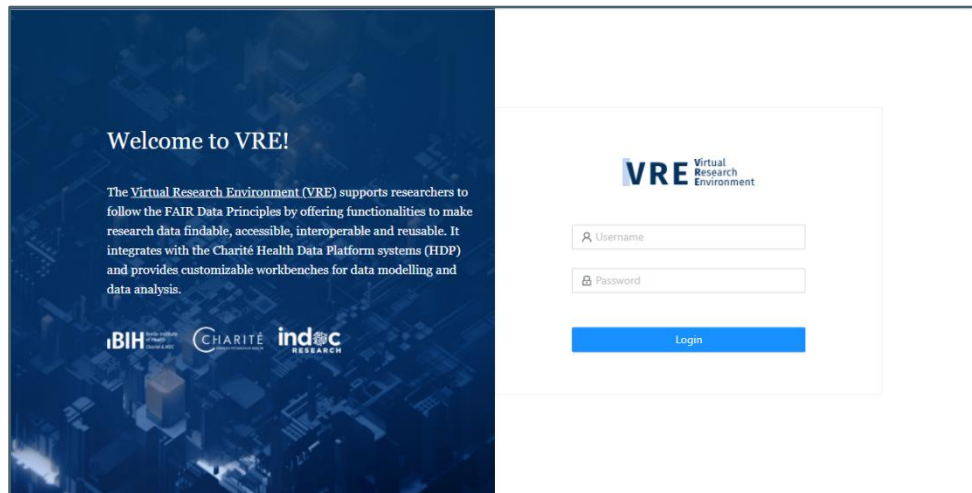 Welcome to VRE!
The Virtual Research Environment (VRE) supports researchers to
follow the FAIR Data Principles by offering functionalities to make
research data findable, accessible, interoperable and reusable. It
integrates with the Charité Health Data Platform systems (HDP)
and provides customizable workbenches for data modelling and
data analysis.
BIH
CHARITÉ
indoc
RESEARCH
VRE
Virtual
Research
Environment
Username
Password
Login